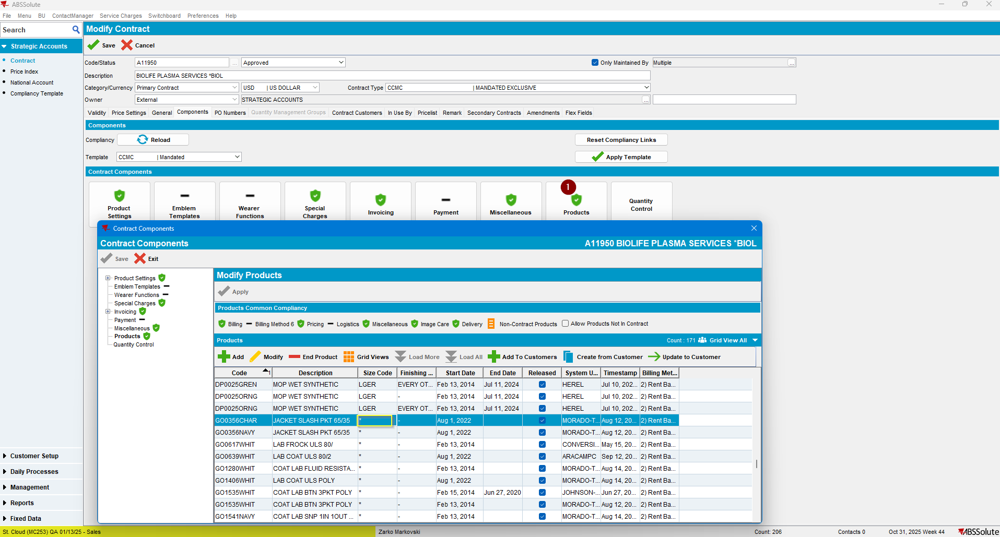 ABSSolute
File Menu BU ContactManager Service Charges Switchboard Preferences Help
Search
Strategic Accounts
Contract
Price Index
National Account
Compliancy Template
Customer Setup
Daily Processes
Management
Reports
Fixed Data
Modify Contract
Save Cancel
Code/Status A11950 ... Approved Only Maintained By Multiple ...
Description BIOLIFE PLASMA SERVICES *BIOL
Category/Currency Primary Contract USD | US DOLLAR Contract Type CCMC | MANDATED EXCLUSIVE
Owner External STRATEGIC ACCOUNTS ...
Validity Price Settings General Components PO Numbers Quantity Management Groups Contract Customers In Use By Pricelist Remark Secondary Contracts Amendments Flex Fields
Components
Compliancy Reload Reset Compliancy Links
Template CCMC | Mandated Apply Template
Contract Components
1
Product Settings
Emblem Templates
Wearer Functions
Special Charges
Invoicing
Payment
Miscellaneous
Products
Quantity Control
Contract Components
Contract Components A11950 BIOLIFE PLASMA SERVICES *BIOL
Save Exit
Product Settings
Emblem Templates
Wearer Functions
Special Charges
Invoicing
Payment
Miscellaneous
Products
Quantity Control
Modify Products
Apply
Products Common Compliancy
Billing Billing Method 6 Pricing Logistics Miscellaneous Image Care Delivery Non-Contract Products Allow Products Not In Contract
Products Count : 171 Grid View All
Add Modify End Product Grid Views Load More Load All Add To Customers Create from Customer Update to Customer
Code 1 Description Size Code Finishing ... Start Date End Date Released System U... Timestamp Billing Met...
DP0025GREN MOP WET SYNTHETIC LGER EVERY OT... Feb 13, 2014 Jul 11, 2024 HEREL Jul 10, 202... 2) Rent Ba...
DP0025ORNG MOP WET SYNTHETIC LGER - Feb 13, 2014 Jul 11, 2024 HEREL Jul 10, 202... 2) Rent Ba...
DP0025ORNG MOP WET SYNTHETIC LGER EVERY OT... Feb 13, 2014 Jul 11, 2024 HEREL Jul 10, 202... 2) Rent Ba...
GO0356CHAR JACKET SLASH PKT 65/35 * - Aug 1, 2022 MORADO-T... Aug 12, 20... 2) Rent Ba...
GO0356NAVY JACKET SLASH PKT 65/35 * - Aug 1, 2022 MORADO-T... Aug 12, 20... 2) Rent Ba...
GO0617WHIT LAB FROCK ULS 80/ * - Feb 13, 2014 CONVERSI... May 15, 20... 2) Rent Ba...
GO0639WHIT LAB COAT ULS 80/2 * - Aug 1, 2022 ARACAMPC Sep 12, 20... 2) Rent Ba...
GO1280WHIT COAT LAB FLUID RESISTA... * - Feb 13, 2014 MORADO-T... Aug 14, 20... 2) Rent Ba...
GO1406WHIT LAB COAT ULS POLY * - Aug 1, 2022 MORADO-T... Aug 14, 20... 2) Rent Ba...
GO1535WHIT COAT LAB BTN 3PKT POLY * - Feb 15, 2014 Jun 27, 2020 JOHNSON-... Jun 27, 20... 2) Rent Ba...
GO1535WHIT COAT LAB BTN 3PKT POLY * - Feb 13, 2014 MORADO-T... Aug 12, 20... 2) Rent Ba...
GO1541NAVY COAT LAB SNP 1IN 1OUT ... * - Feb 13, 2014 MORADO-T... Aug 14, 20... 2) Rent Ba...
St. Cloud (MC253) QA 01/13/25 - Sales Zarko Markovski Count: 206 Contacts 0 Oct 31, 2025 Week 44 ABSSolute